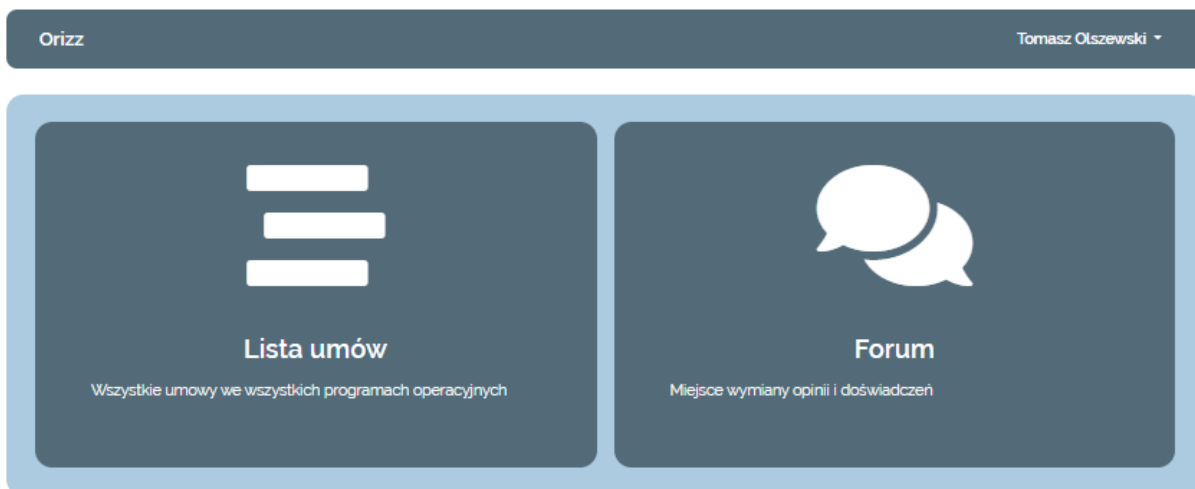 Orizz
Tomasz Olszewski
Lista umów
Wszystkie umowy we wszystkich programach operacyjnych
Forum
Miejsce wymiany opinii i doświadczeń